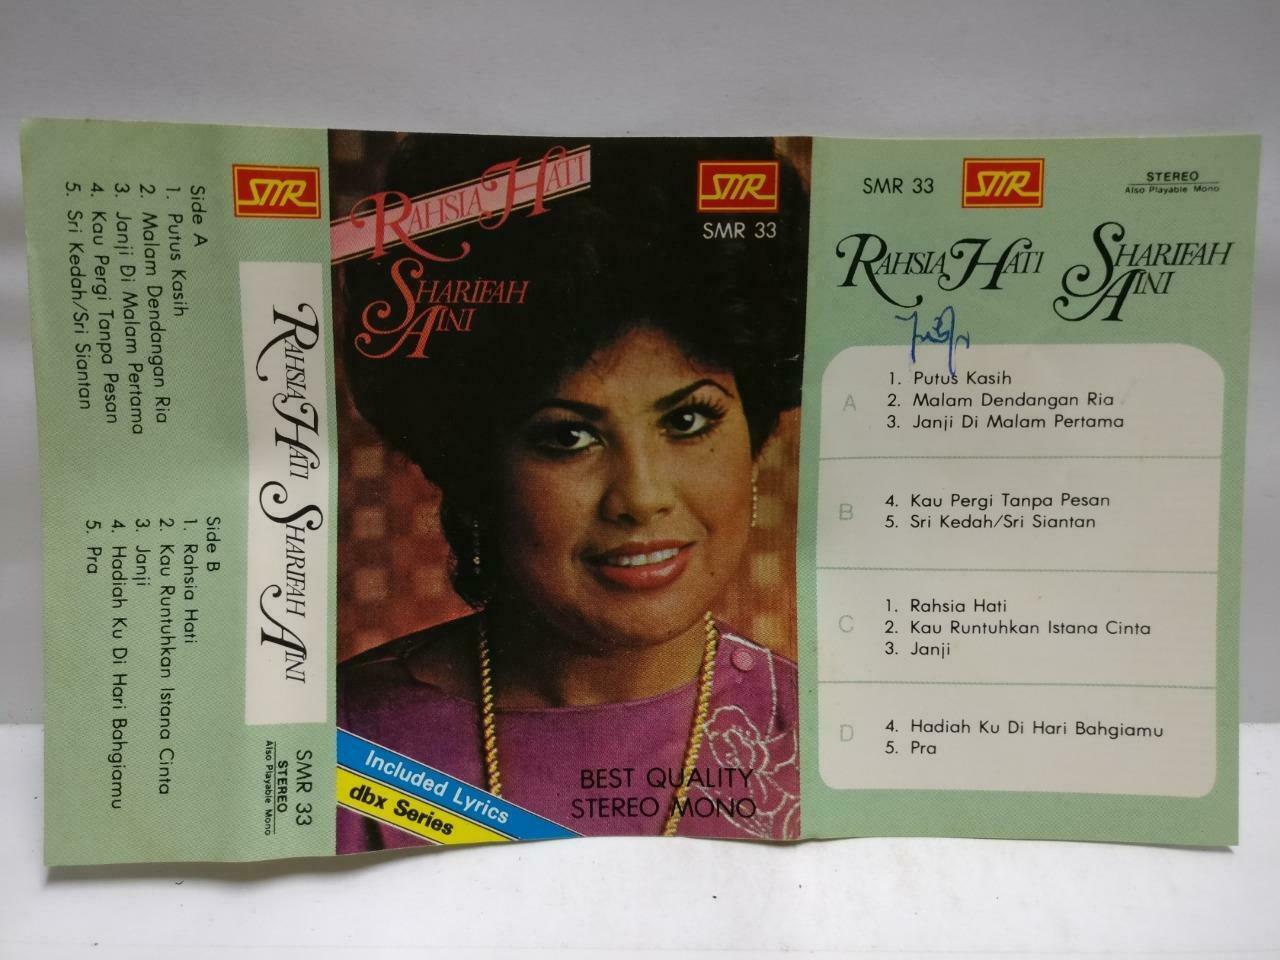 Side A
1. Putus Kasih
2. Malam Dendangan Ria
3. Janji Di Malam Pertama
4. Kau Pergi Tanpa Pesan
5. Sri Kedah/Sri Siantan
Side B
1. Rahsia Hati
2. Kau Runtuhkan Istana Cinta
3. Janji
4. Hadiah Ku Di Hari Bahgiamu
5. Pra
SMR
RAHSIA HATI SHARIFAH AINI
SMR 33
STEREO
Also Playable Mono
RAHSIA HATI
SHARIFAH
AINI
SMR
SMR 33
Included Lyrics
dbx Series
BEST QUALITY
STEREO MONO
SMR 33
SMR
STEREO
Also Playable Mono
RAHSIA HATI
SHARIFAH
AINI
A
1. Putus Kasih
2. Malam Dendangan Ria
3. Janji Di Malam Pertama
B
4. Kau Pergi Tanpa Pesan
5. Sri Kedah/Sri Siantan
C
1. Rahsia Hati
2. Kau Runtuhkan Istana Cinta
3. Janji
D
4. Hadiah Ku Di Hari Bahgiamu
5. Pra